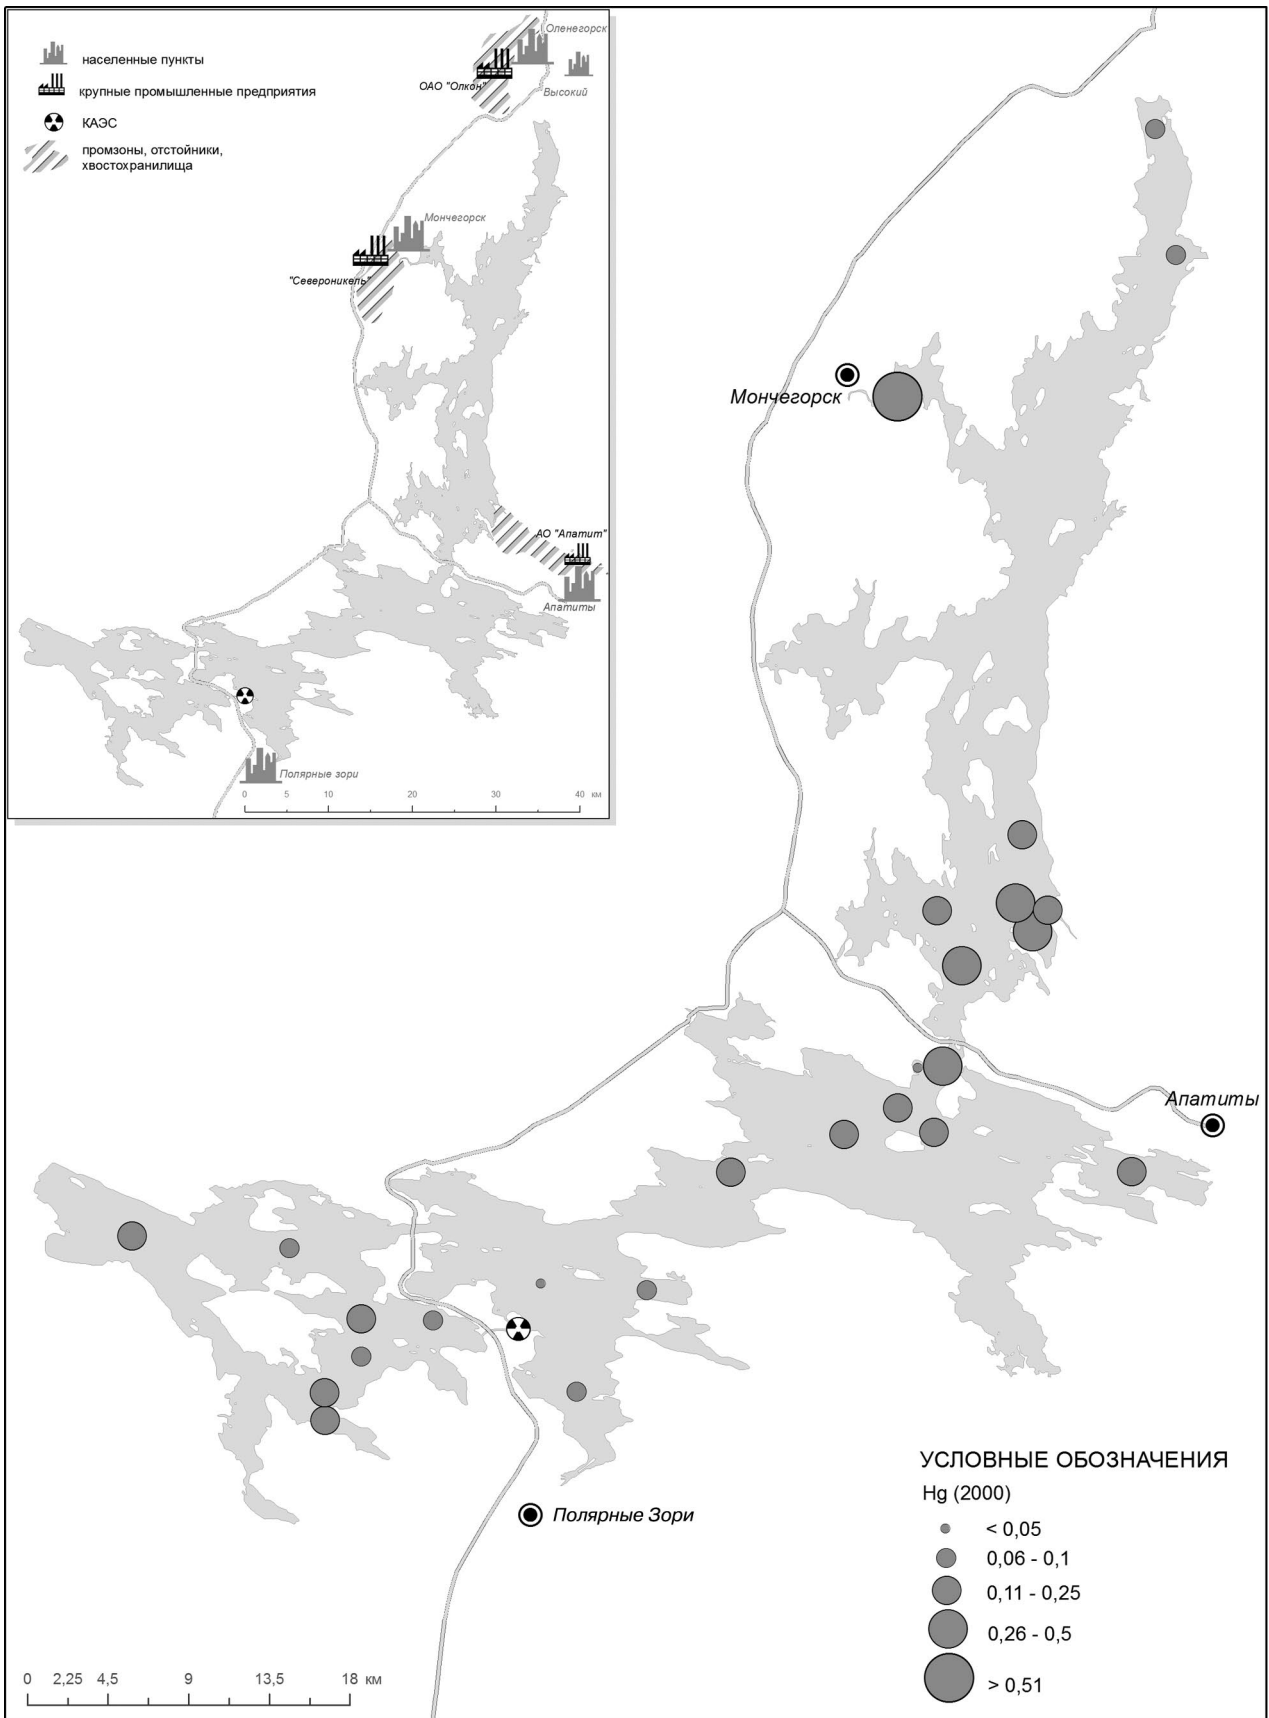 населенные пункты
крупные промышленные предприятия
КАЭС
промзоны, отстойники,
хвостохранилища
Оленегорск
ОАО "Олкон"
Высокий
Мончегорск
"Североникель"
АО "Апатит"
Апатиты
Полярные зори
0 5 10 20 30 40 км
Мончегорск
Апатиты
Полярные Зори
УСЛОВНЫЕ ОБОЗНАЧЕНИЯ
Hg (2000)
< 0,05
0,06 - 0,1
0,11 - 0,25
0,26 - 0,5
> 0,51
0 2,25 4,5 9 13,5 18 км